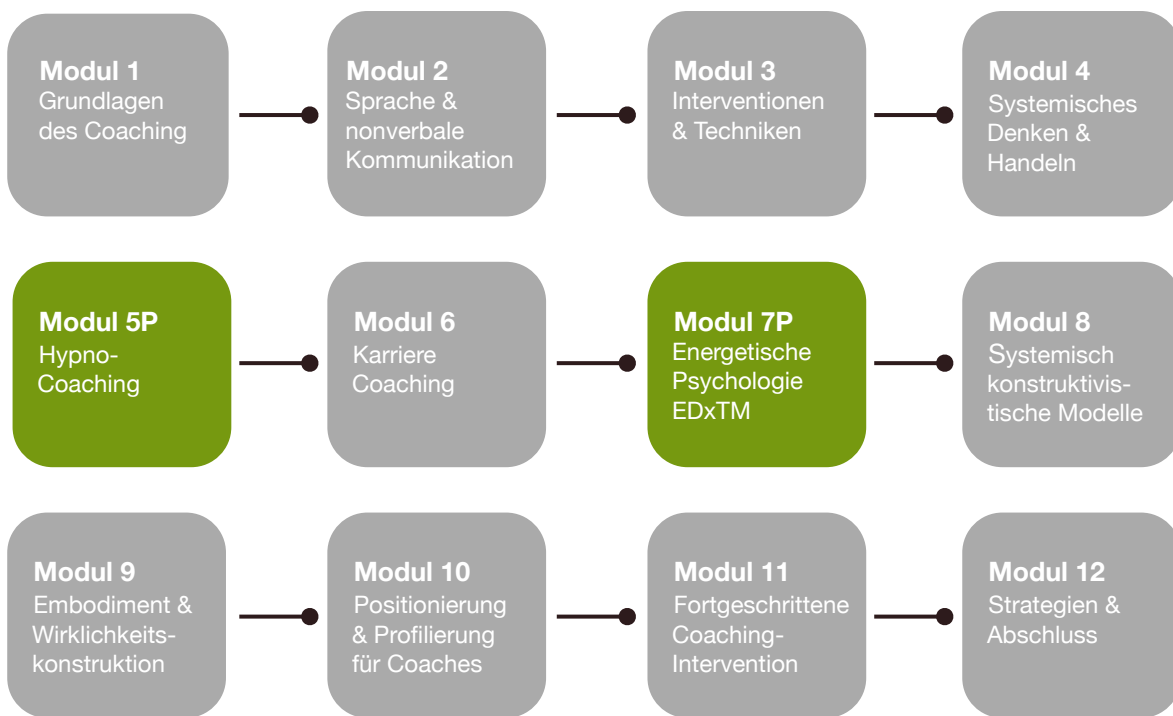 Modul 1
Grundlagen
des Coaching
Modul 2
Sprache &
nonverbale
Kommunikation
Modul 3
Interventionen
& Techniken
Modul 4
Systemisches
Denken &
Handeln
Modul 5P
Hypno-
Coaching
Modul 6
Karriere
Coaching
Modul 7P
Energetische
Psychologie
EDxTM
Modul 8
Systemisch
konstruktivis-
tische Modelle
Modul 9
Embodiment &
Wirklichkeits-
konstruktion
Modul 10
Positionierung
& Profilierung
für Coaches
Modul 11
Fortgeschrittene
Coaching-
Intervention
Modul 12
Strategien &
Abschluss